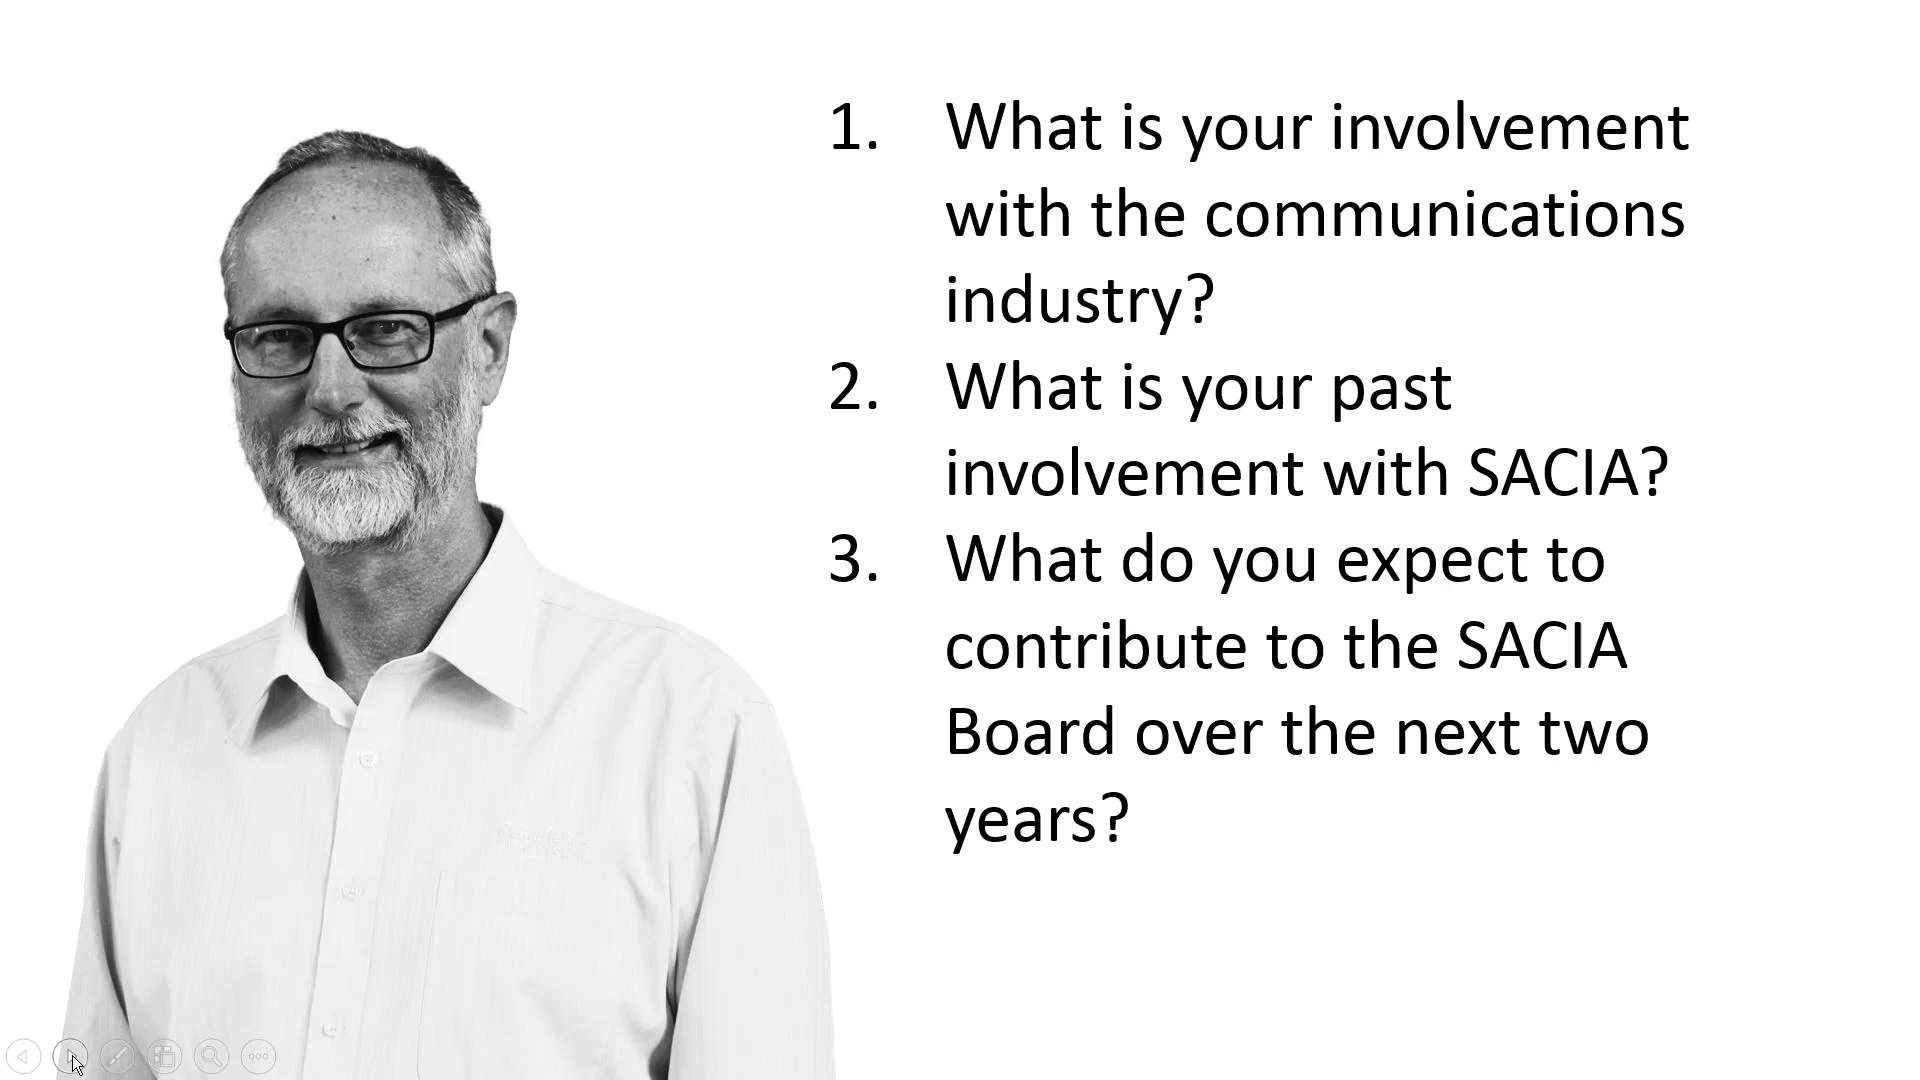 1. What is your involvement
with the communications
industry?
2. What is your past
involvement with SACIA?
3. What do you expect to
contribute to the SACIA
Board over the next two
years?